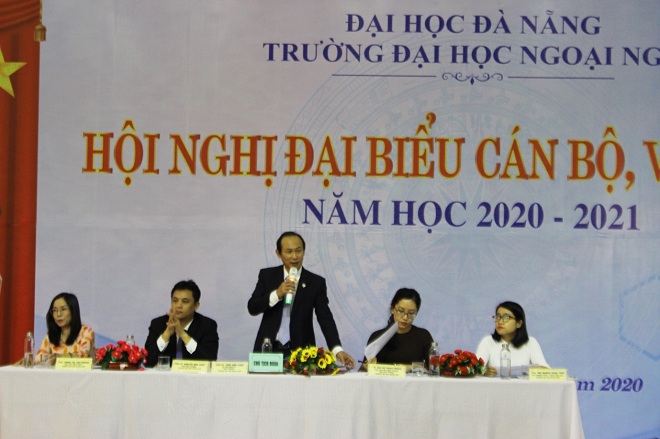 ĐẠI HỌC ĐÀ NẴNG
TRƯỜNG ĐẠI HỌC NGOẠI NG
HỘI NGHỊ ĐẠI BIỂU CÁN BỘ, V
NĂM HỌC 2020 - 2021
năm 2020
CHỦ TỊCH ĐOÀN